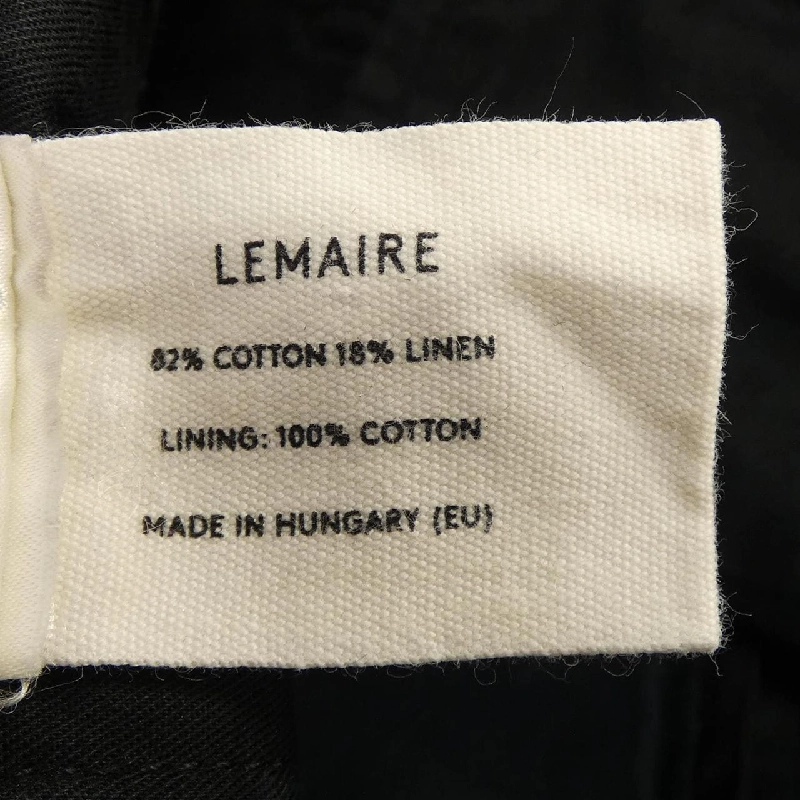 LEMAIRE
82% COTTON 18% LINEN
LINING: 100% COTTON
MADE IN HUNGARY (EU)